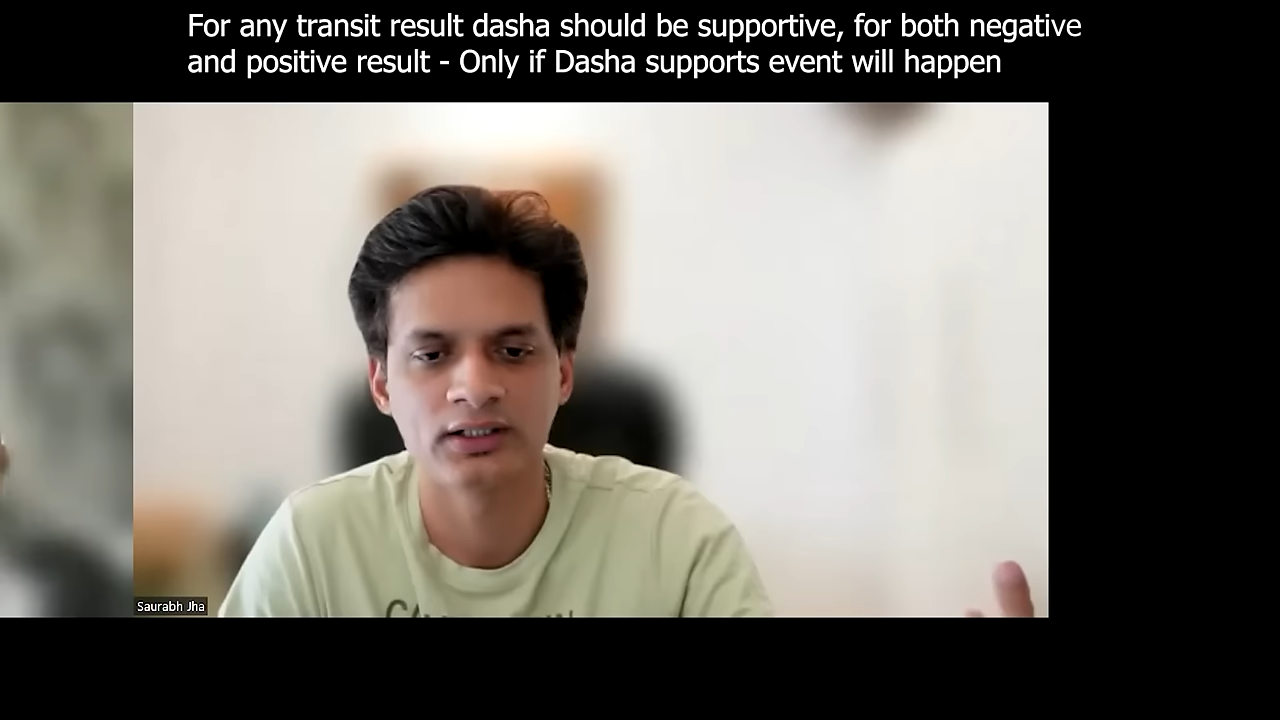 For any transit result dasha should be supportive, for both negative
and positive result - Only if Dasha supports event will happen
Saurabh Jha